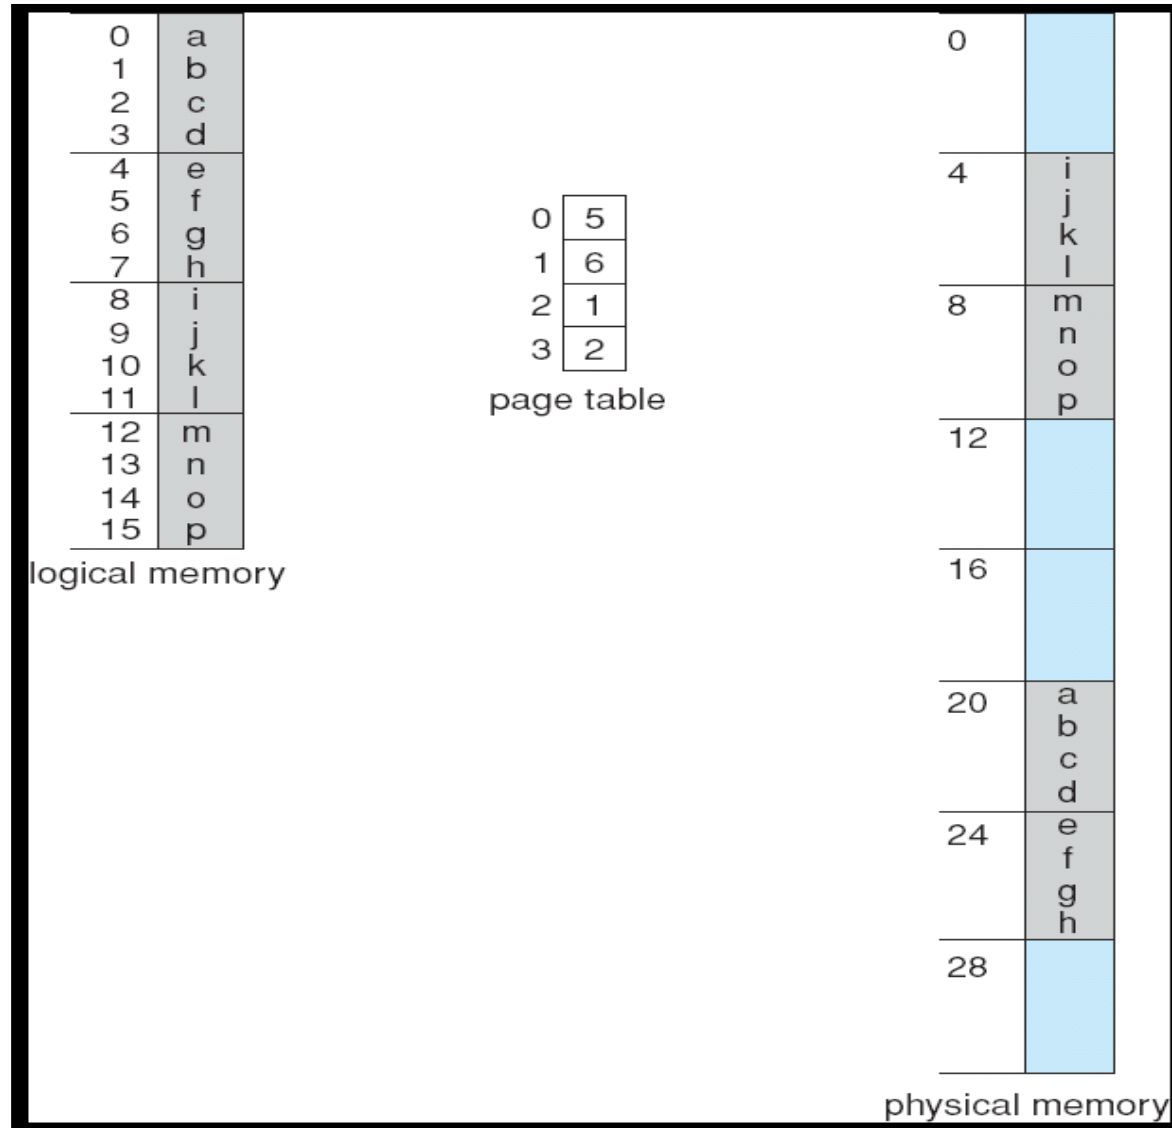 0 a
1 b
2 c
3 d
4 e
5 f
6 g
7 h
8 i
9 j
10 k
11 l
12 m
13 n
14 o
15 p
logical memory
0 5
1 6
2 1
3 2
page table
0
4 i
j
k
l
8 m
n
o
p
12
16
20 a
b
c
d
24 e
f
g
h
28
physical memory